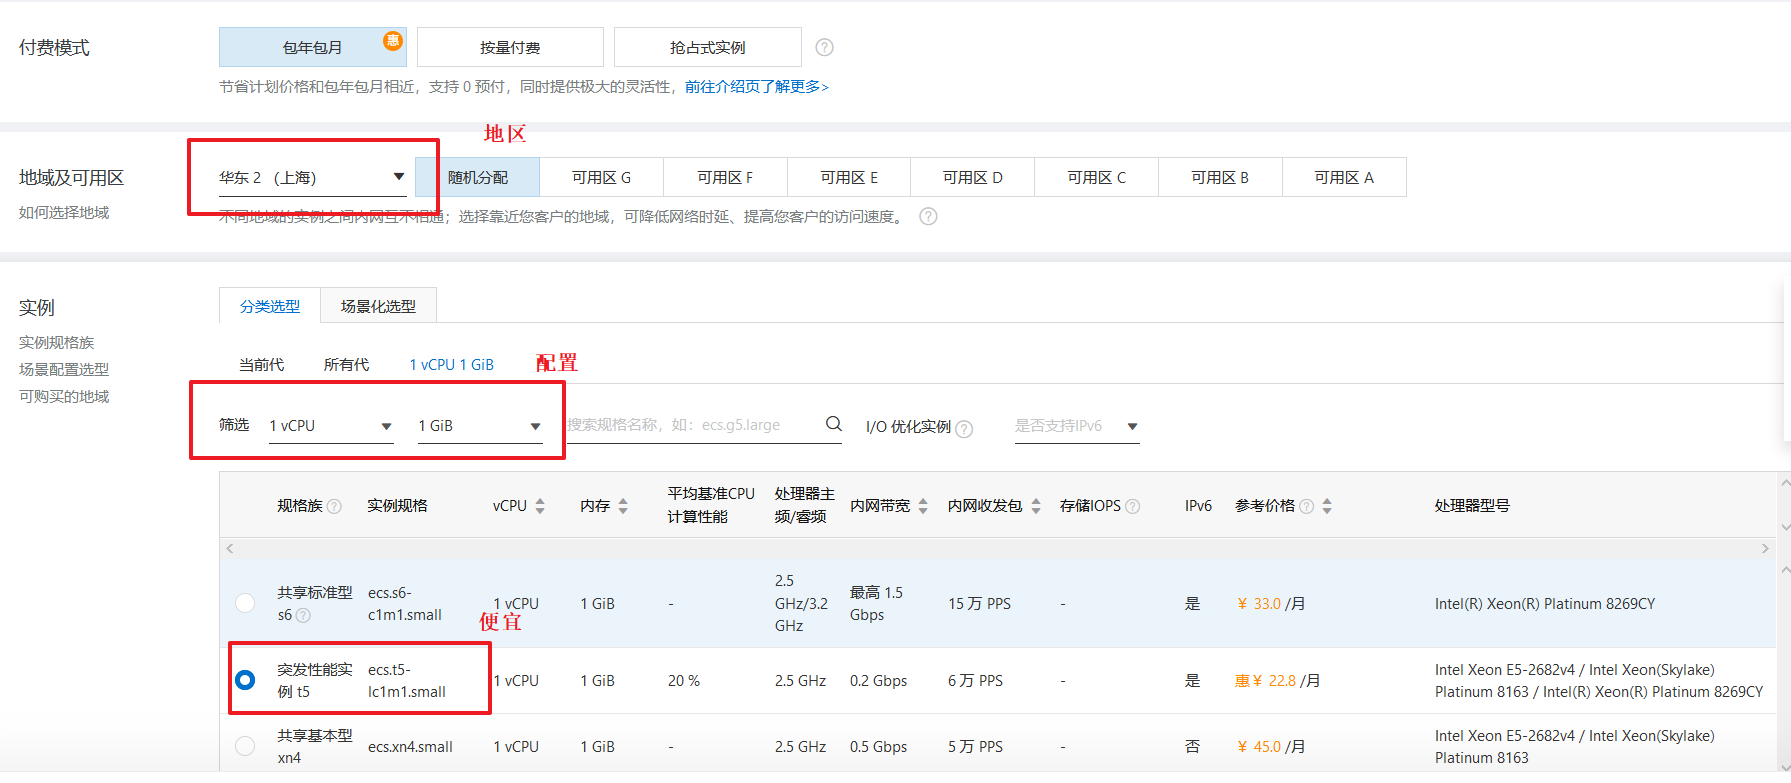 付费模式
包年包月
惠
按量付费
抢占式实例
?
节省计划价格和包年包月相近，支持 0 预付，同时提供极大的灵活性，前往介绍页了解更多>
地区
地域及可用区
华东 2 （上海）
随机分配
可用区 G
可用区 F
可用区 E
可用区 D
可用区 C
可用区 B
可用区 A
如何选择地域
不同地域的实例之间内网互不相通；选择靠近您客户的地域，可降低网络时延、提高您客户的访问速度。 ?
实例
分类选型
场景化选型
实例规格族
场景配置选型
可购买的地域
当前代
所有代
1 vCPU 1 GiB
配置
筛选
1 vCPU
1 GiB
搜索规格名称，如：ecs.g5.large
I/O 优化实例 ?
是否支持IPv6
规格族 ?
实例规格
vCPU
内存
平均基准CPU
计算性能
处理器主
频/睿频
内网带宽
内网收发包
存储IOPS ?
IPv6
参考价格 ?
处理器型号
共享标准型
s6 ?
ecs.s6-
c1m1.small
1 vCPU
1 GiB
-
2.5
GHz/3.2
GHz
最高 1.5
Gbps
15 万 PPS
-
是
¥ 33.0 /月
Intel(R) Xeon(R) Platinum 8269CY
便宜
突发性能实
例 t5
ecs.t5-
lc1m1.small
1 vCPU
1 GiB
20 %
2.5 GHz
0.2 Gbps
6 万 PPS
-
是
惠¥ 22.8 /月
Intel Xeon E5-2682v4 / Intel Xeon(Skylake)
Platinum 8163 / Intel(R) Xeon(R) Platinum 8269CY
共享基本型
xn4
ecs.xn4.small
1 vCPU
1 GiB
-
2.5 GHz
0.5 Gbps
5 万 PPS
-
否
¥ 45.0 /月
Intel Xeon E5-2682v4 / Intel Xeon(Skylake)
Platinum 8163